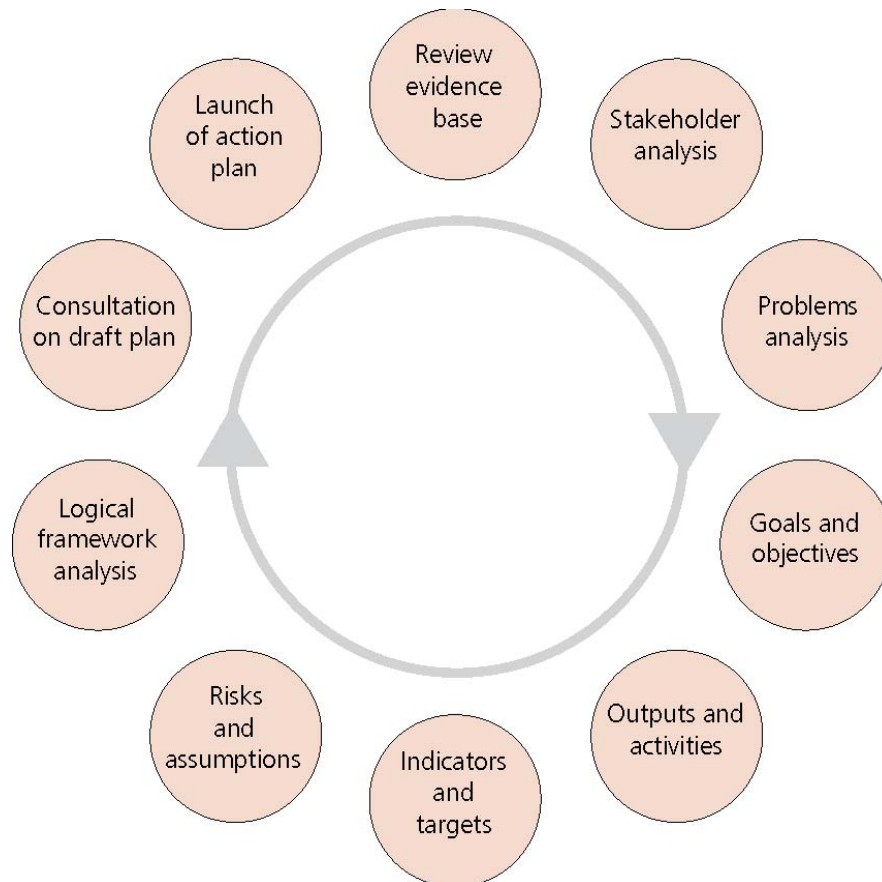 Review
evidence
base
Stakeholder
analysis
Problems
analysis
Goals and
objectives
Outputs and
activities
Indicators
and
targets
Risks
and
assumptions
Logical
framework
analysis
Consultation
on draft plan
Launch
of action
plan